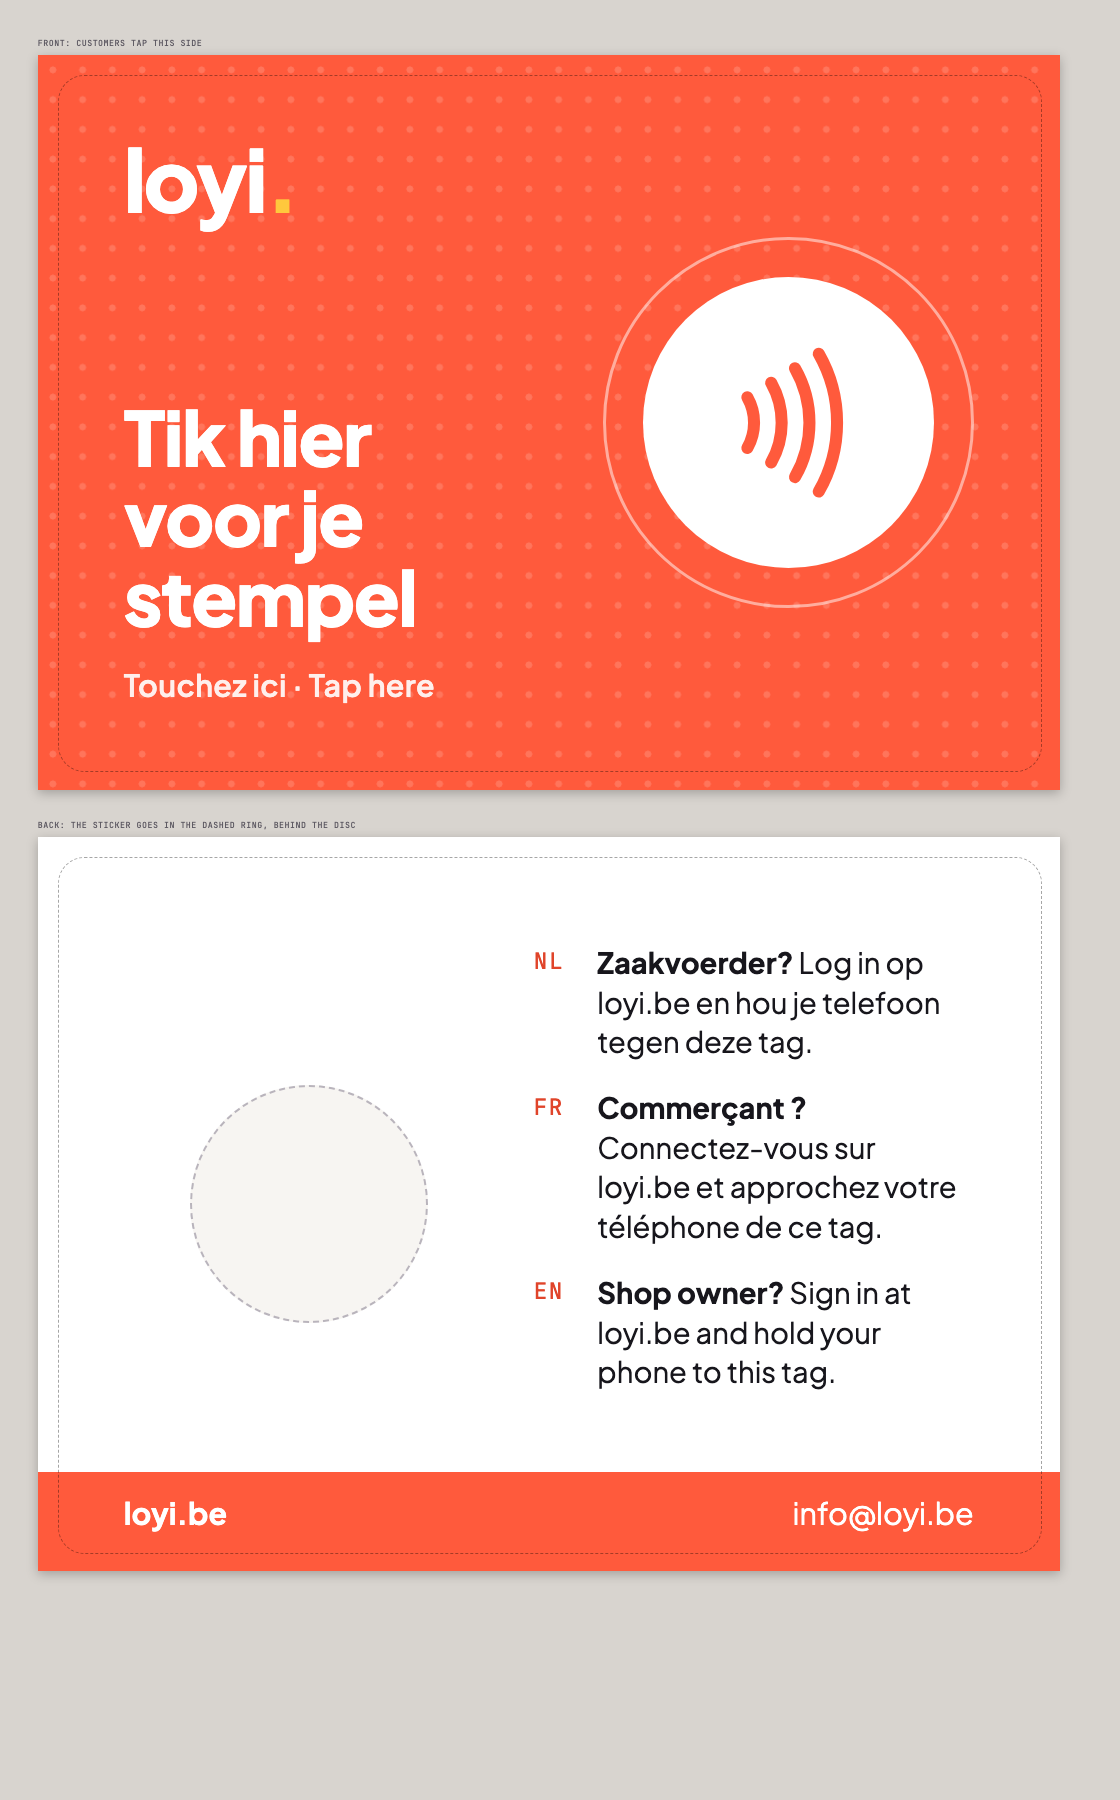 FRONT: CUSTOMERS TAP THIS SIDE
loyi.
Tik hier
voor je
stempel
Touchez ici · Tap here
BACK: THE STICKER GOES IN THE DASHED RING, BEHIND THE DISC
NL Zaakvoerder? Log in op
loyi.be en hou je telefoon
tegen deze tag.
FR Commerçant ?
Connectez-vous sur
loyi.be et approchez votre
téléphone de ce tag.
EN Shop owner? Sign in at
loyi.be and hold your
phone to this tag.
loyi.be info@loyi.be